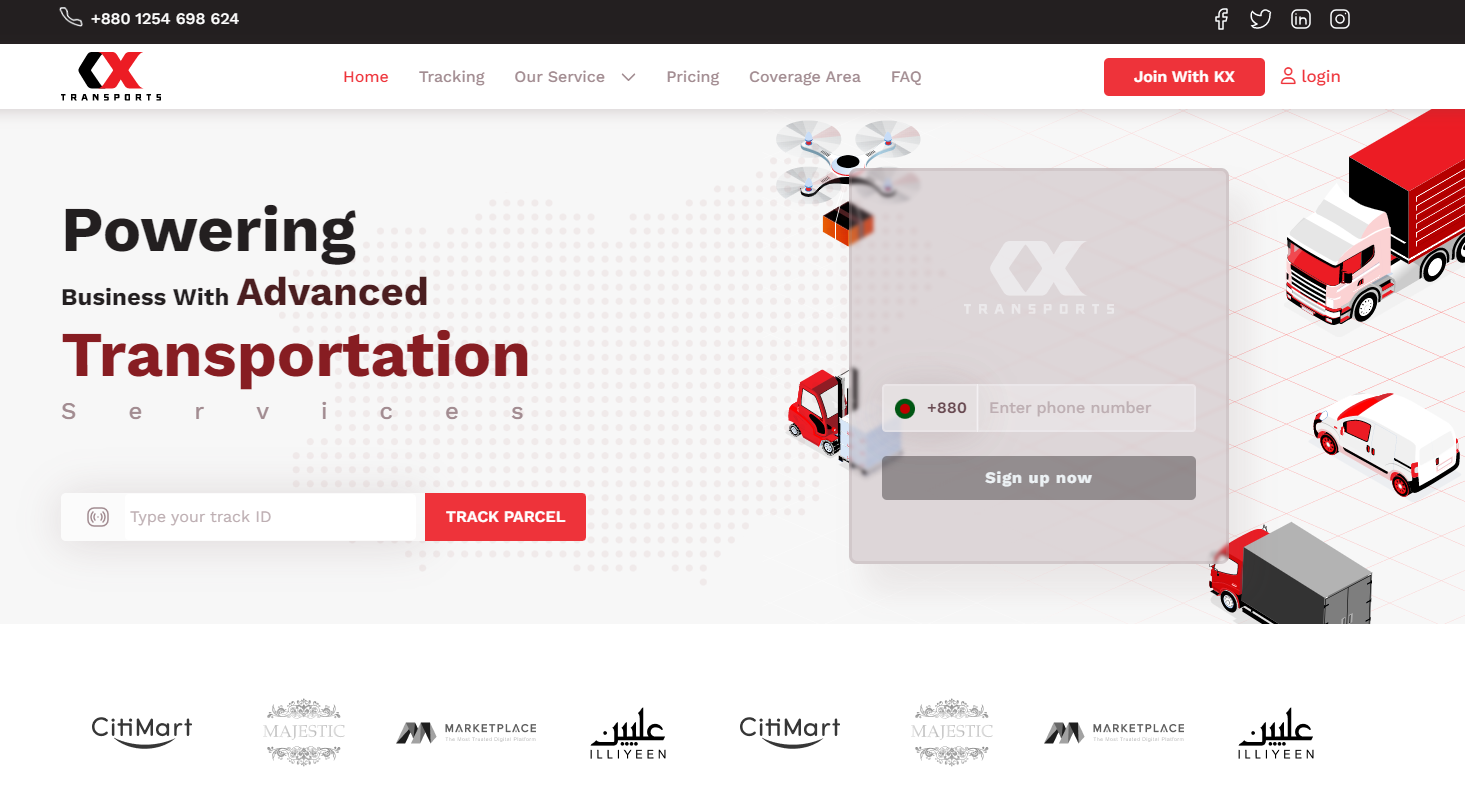 +880 1254 698 624
KX
TRANSPORTS
Home Tracking Our Service Pricing Coverage Area FAQ
Join With KX
login
Powering
Business With Advanced
Transportation
Services
Type your track ID
TRACK PARCEL
KX
TRANSPORTS
+880 Enter phone number
Sign up now
CitiMart
MAJESTIC
MARKETPLACE
The Most Trusted Digital Platform
عليين
ILLIYEEN
CitiMart
MAJESTIC
MARKETPLACE
The Most Trusted Digital Platform
عليين
ILLIYEEN